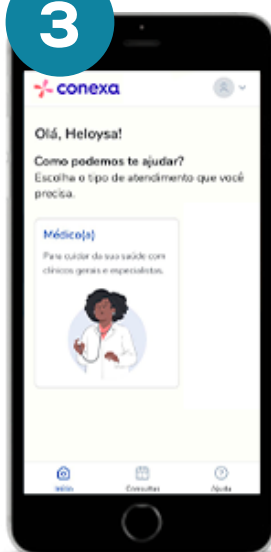 3
conexa
Olá, Heloysa!
Como podemos te ajudar?
Escolha o tipo de atendimento que você
precisa.
Médico(a)
Para cuidar da sua saúde com
clínicos gerais e especialistas.
Início
Consultas
Ajuda